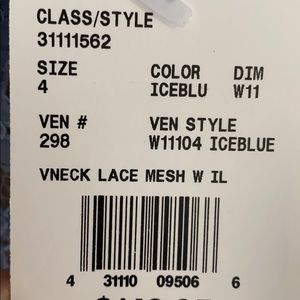 CLASS/STYLE
31111562
SIZE COLOR DIM
4 ICEBLU W11
VEN # VEN STYLE
298 W11104 ICEBLUE
VNECK LACE MESH W IL
4 31110 09506 6